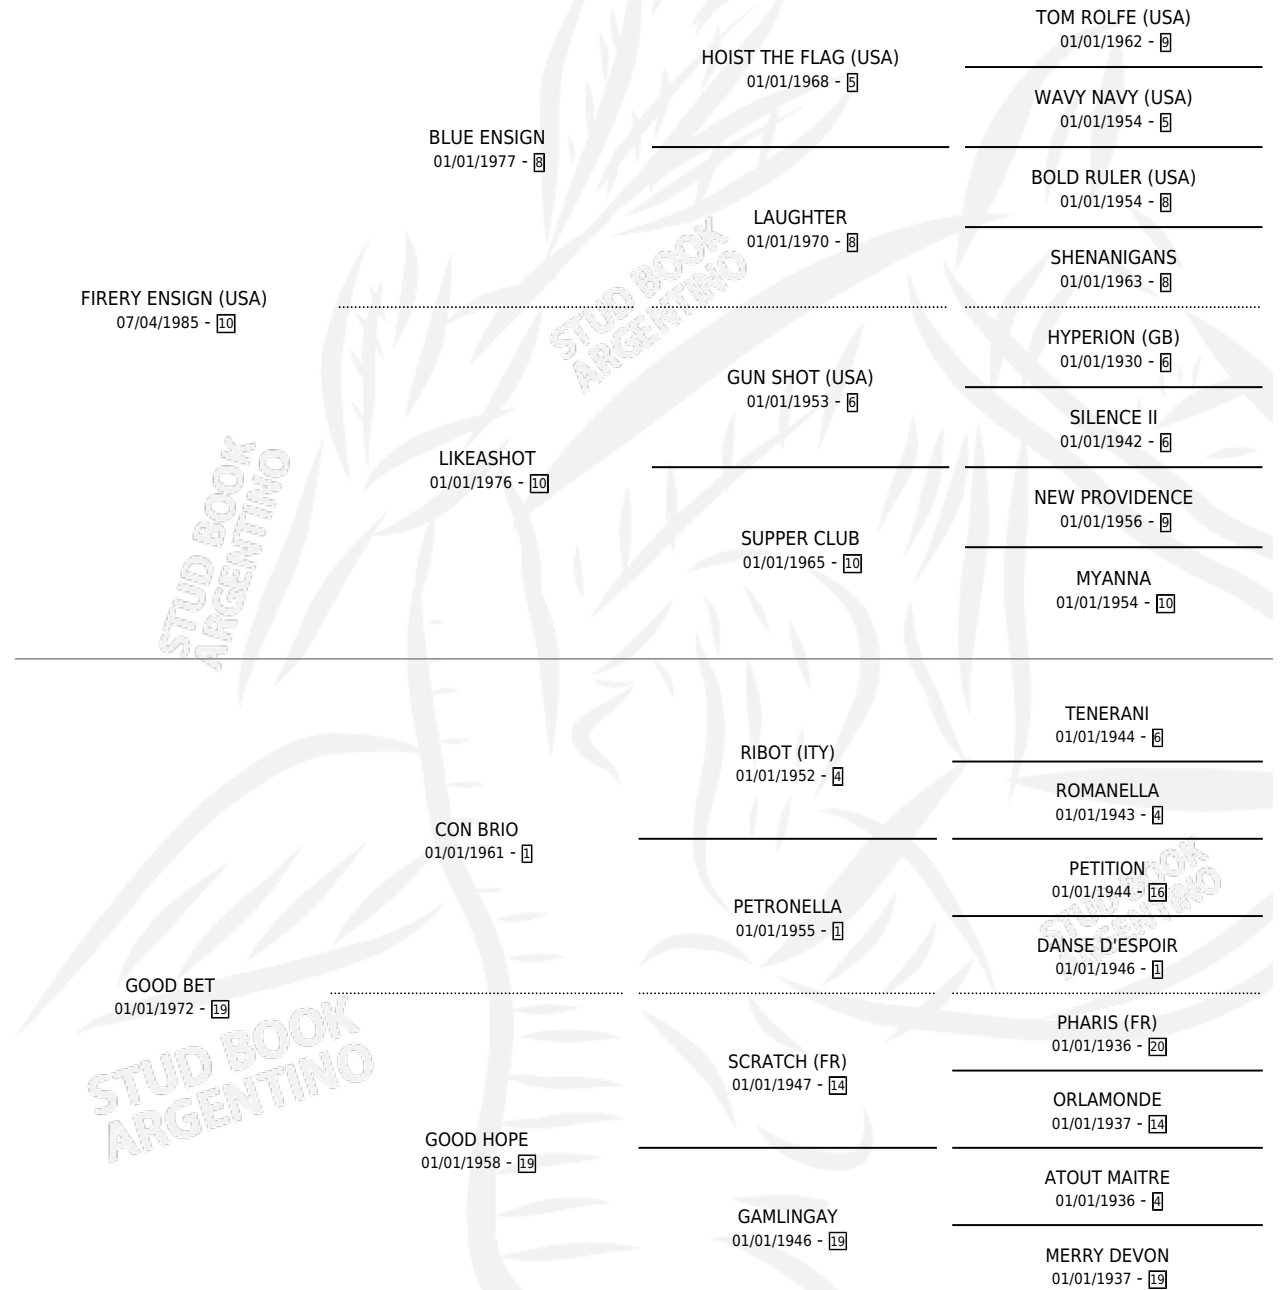 TOM ROLFE (USA)
01/01/1962 - 9
HOIST THE FLAG (USA)
01/01/1968 - 5
WAVY NAVY (USA)
01/01/1954 - 5
BLUE ENSIGN
01/01/1977 - 8
BOLD RULER (USA)
01/01/1954 - 8
LAUGHTER
01/01/1970 - 8
SHENANIGANS
01/01/1963 - 8
FIRERY ENSIGN (USA)
07/04/1985 - 10
HYPERION (GB)
01/01/1930 - 6
GUN SHOT (USA)
01/01/1953 - 6
SILENCE II
01/01/1942 - 6
LIKEASHOT
01/01/1976 - 10
NEW PROVIDENCE
01/01/1956 - 9
SUPPER CLUB
01/01/1965 - 10
MYANNA
01/01/1954 - 10
STUD BOOK
ARGENTINO
STUD BOOK
ARGENTINO
TENERANI
01/01/1944 - 6
RIBOT (ITY)
01/01/1952 - 4
ROMANELLA
01/01/1943 - 4
CON BRIO
01/01/1961 - 1
PETITION
01/01/1944 - 16
PETRONELLA
01/01/1955 - 1
DANSE D'ESPOIR
01/01/1946 - 1
STUD BOOK
ARGENTINO
GOOD BET
01/01/1972 - 19
PHARIS (FR)
01/01/1936 - 20
SCRATCH (FR)
01/01/1947 - 14
ORLAMONDE
01/01/1937 - 14
STUD BOOK
ARGENTINO
GOOD HOPE
01/01/1958 - 19
ATOUT MAITRE
01/01/1936 - 4
GAMLINGAY
01/01/1946 - 19
MERRY DEVON
01/01/1937 - 19